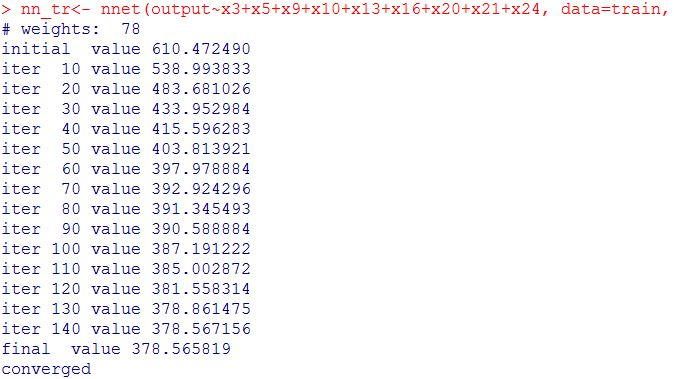 > nn_tr<- nnet(output~x3+x5+x9+x10+x13+x16+x20+x21+x24, data=train,
# weights:  78
initial  value 610.472490
iter  10 value 538.993833
iter  20 value 483.681026
iter  30 value 433.952984
iter  40 value 415.596283
iter  50 value 403.813921
iter  60 value 397.978884
iter  70 value 392.924296
iter  80 value 391.345493
iter  90 value 390.588884
iter 100 value 387.191222
iter 110 value 385.002872
iter 120 value 381.558314
iter 130 value 378.861475
iter 140 value 378.567156
final  value 378.565819
converged